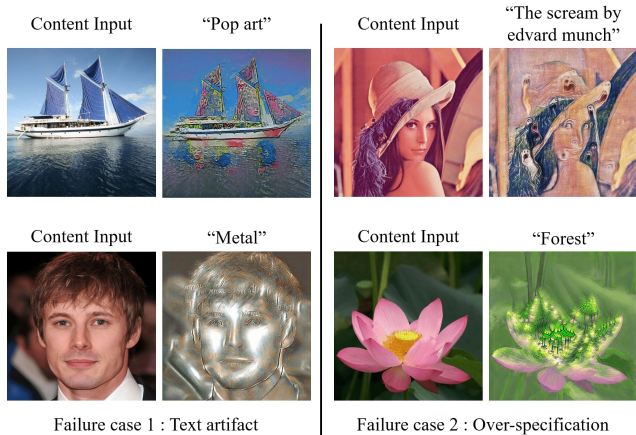 Content Input
“Pop art”
Content Input
“The scream by
edvard munch”
Content Input
“Metal”
Content Input
“Forest”
Failure case 1 : Text artifact
Failure case 2 : Over-specification